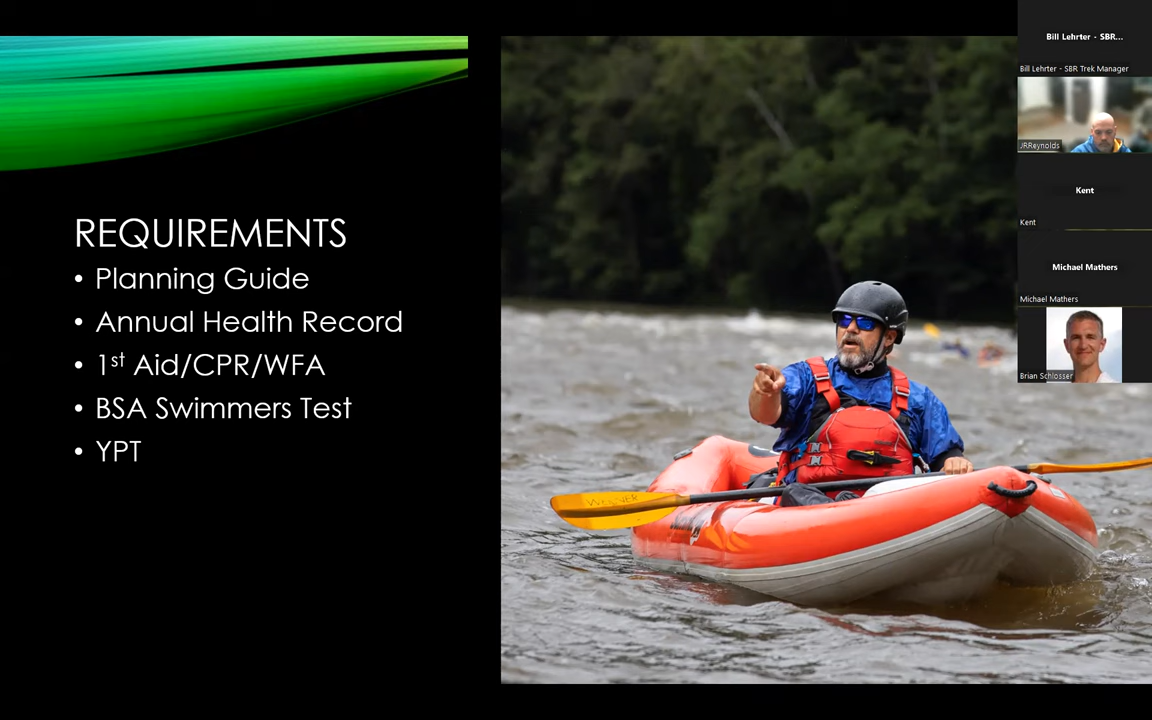 REQUIREMENTS
• Planning Guide
• Annual Health Record
• 1st Aid/CPR/WFA
• BSA Swimmers Test
• YPT
Bill Lehrter - SBR...
Bill Lehrter - SBR Trek Manager
JRReynolds
Kent
Kent
Michael Mathers
Michael Mathers
Brian Schlosser
WERNER